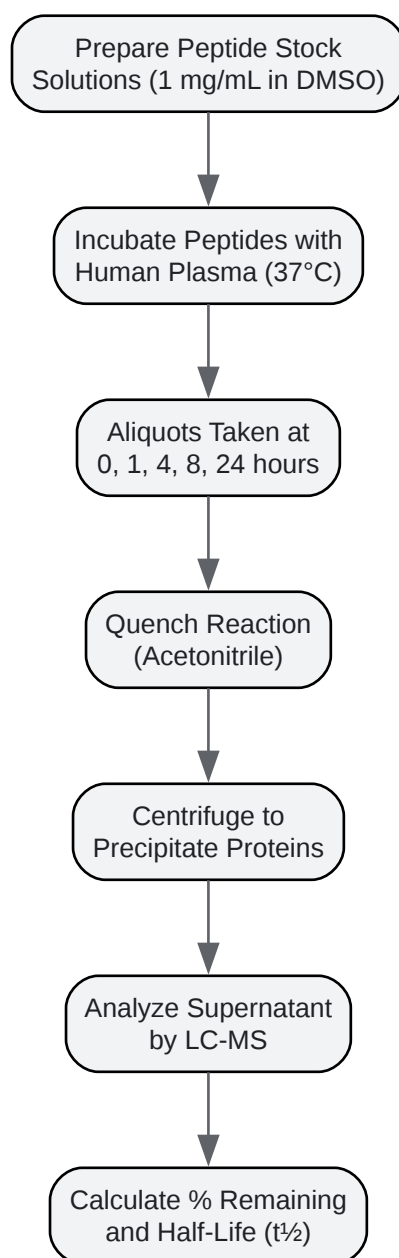 Prepare Peptide Stock
Solutions (1 mg/mL in DMSO)
Incubate Peptides with
Human Plasma (37°C)
Aliquots Taken at
0, 1, 4, 8, 24 hours
Quench Reaction
(Acetonitrile)
Centrifuge to
Precipitate Proteins
Analyze Supernatant
by LC-MS
Calculate % Remaining
and Half-Life (t½)